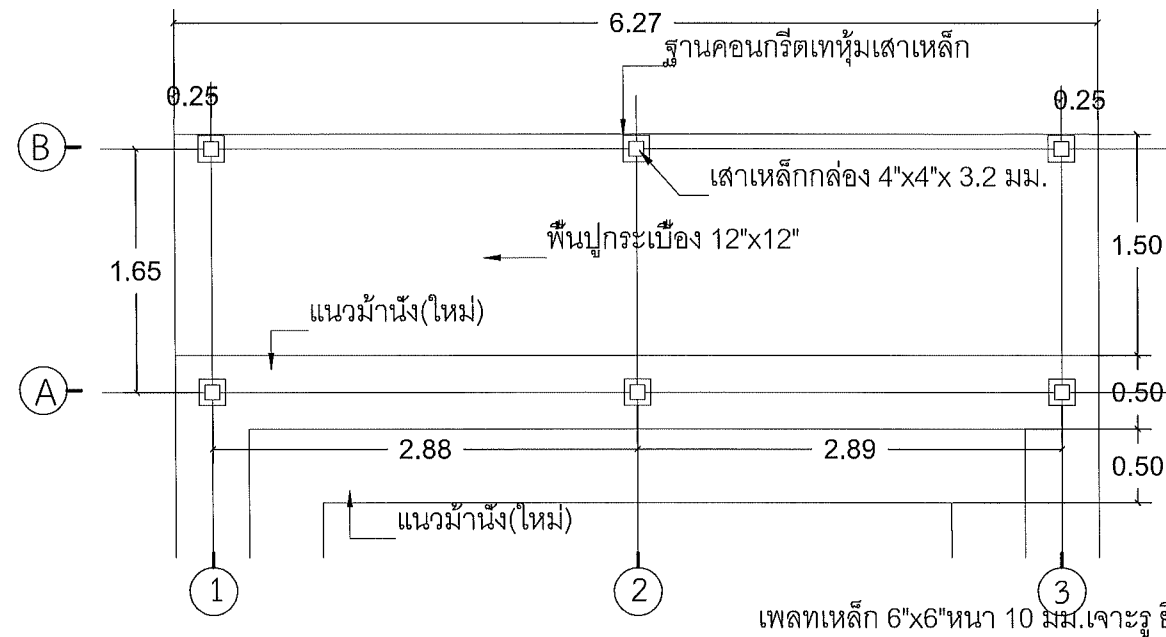 6.27
ฐานคอนกรีตเทหุ้มเสาเหล็ก
0.25
0.25
B
เสาเหล็กกล่อง 4"x4"x 3.2 มม.
พื้นปูกระเบื้อง 12"x12"
1.50
1.65
แนวม้านั่ง(ใหม่)
A
0.50
2.88
2.89
0.50
แนวม้านั่ง(ใหม่)
1
2
3
เพลทเหล็ก 6"x6"หนา 10 มม.เจาะรู